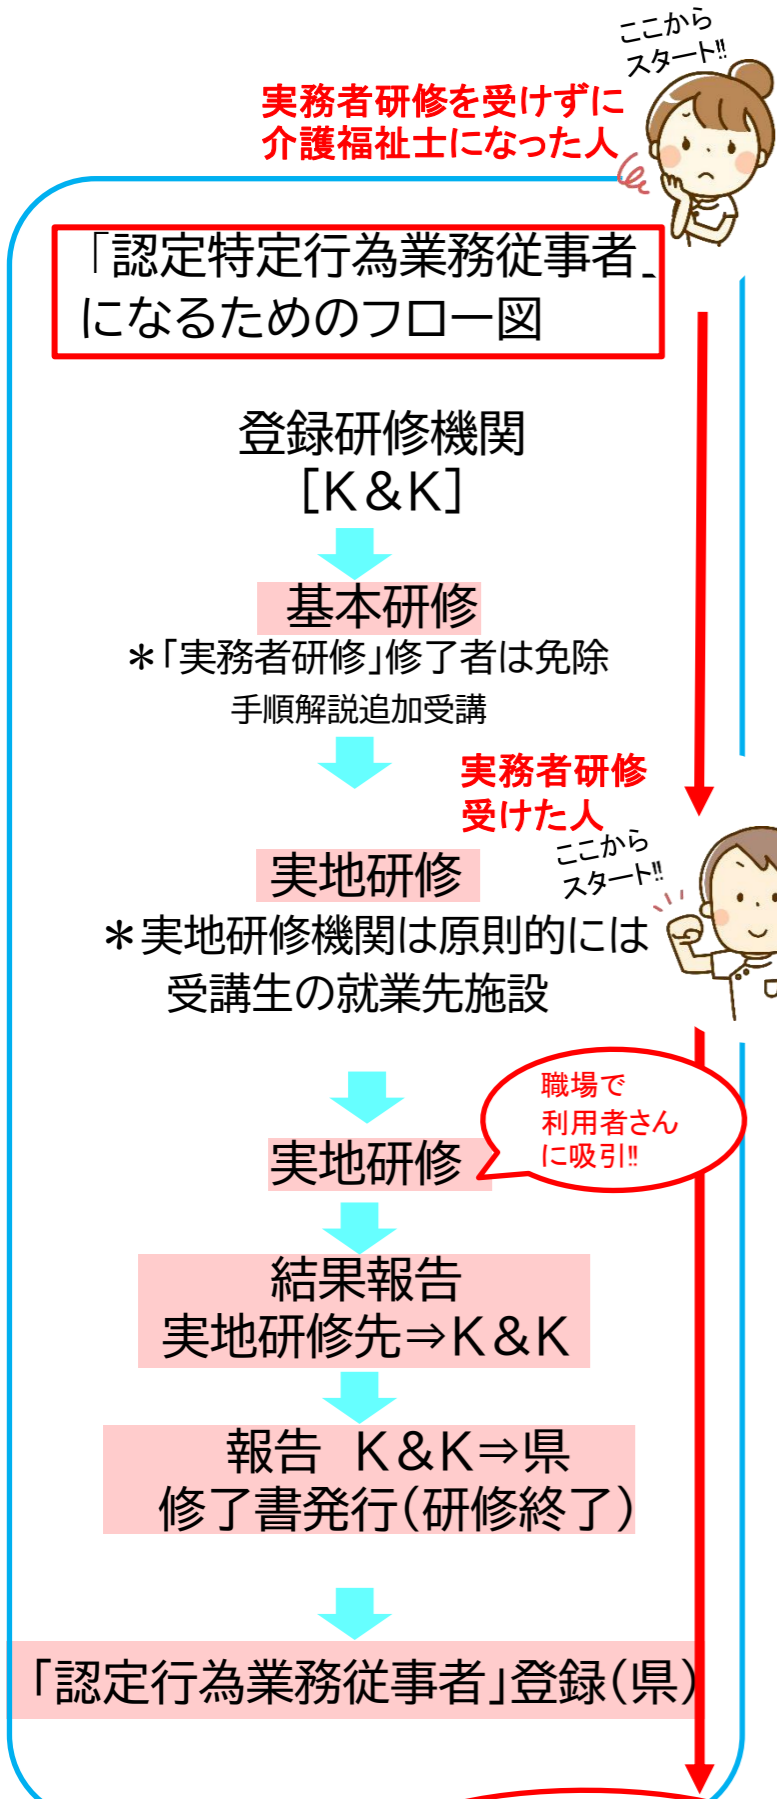 ここから
スタート!!
実務者研修を受けずに
介護福祉士になった人
「認定特定行為業務従事者」
になるためのフロー図
登録研修機関
[K&K]
基本研修
＊「実務者研修」修了者は免除
手順解説追加受講
実務者研修
受けた人
ここから
スタート!!
実地研修
＊実地研修機関は原則的には
受講生の就業先施設
職場で
利用者さん
に吸引!!
実地研修
結果報告
実地研修先⇒K&K
報告　K&K⇒県
修了書発行(研修終了)
「認定行為業務従事者」登録(県)